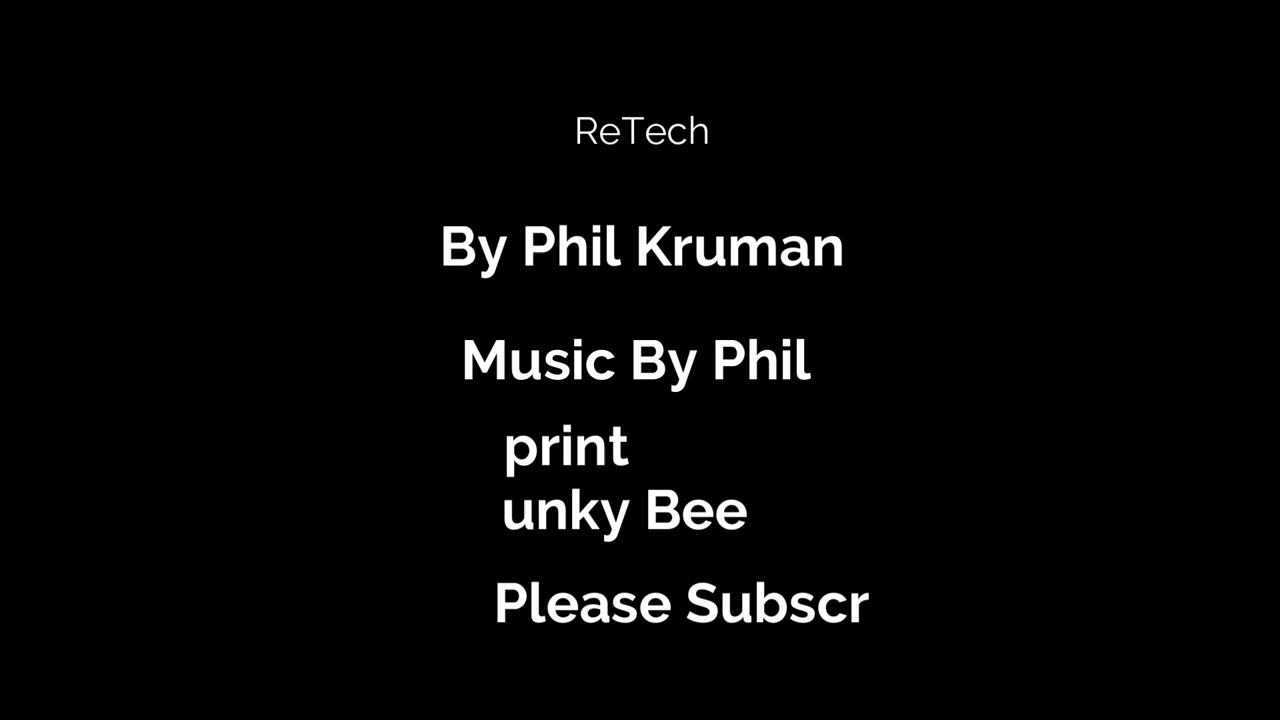 ReTech
By Phil Kruman
Music By Phil
print
unky Bee
Please Subscr